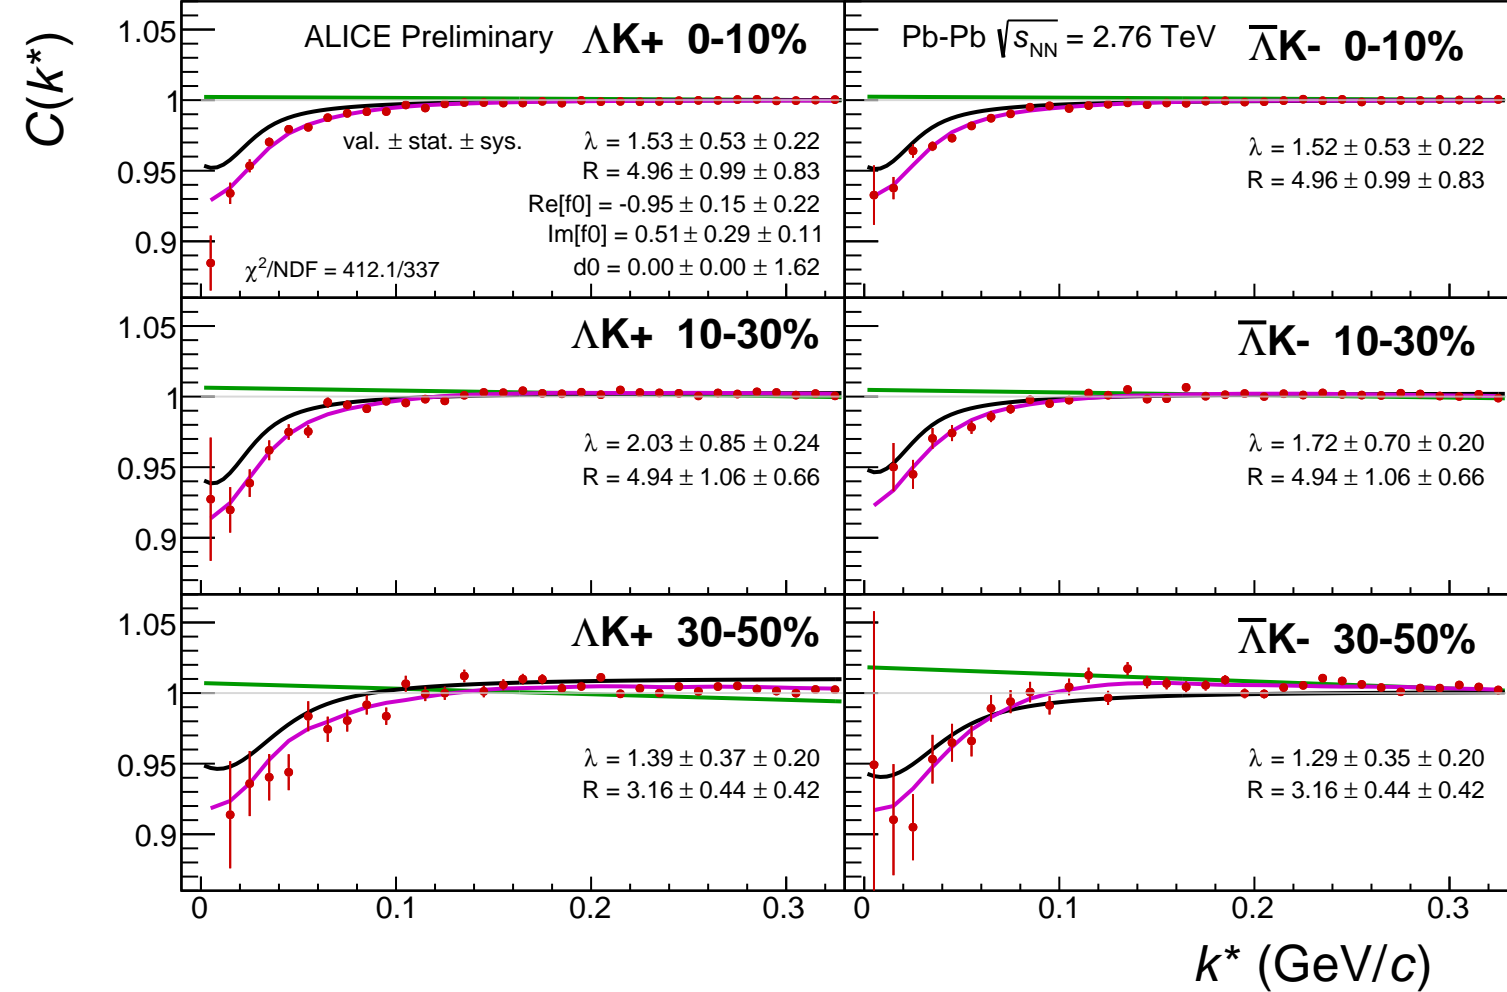 C(k*)
1.05
1
0.95
0.9
ALICE Preliminary
ΛK+ 0-10%
val. ± stat. ± sys.
λ = 1.53 ± 0.53 ± 0.22
R = 4.96 ± 0.99 ± 0.83
Re[f0] = -0.95 ± 0.15 ± 0.22
Im[f0] = 0.51 ± 0.29 ± 0.11
χ²/NDF = 412.1/337
d0 = 0.00 ± 0.00 ± 1.62
Pb-Pb √s_NN = 2.76 TeV
Λ̅K- 0-10%
λ = 1.52 ± 0.53 ± 0.22
R = 4.96 ± 0.99 ± 0.83
1.05
1
0.95
0.9
ΛK+ 10-30%
λ = 2.03 ± 0.85 ± 0.24
R = 4.94 ± 1.06 ± 0.66
Λ̅K- 10-30%
λ = 1.72 ± 0.70 ± 0.20
R = 4.94 ± 1.06 ± 0.66
1.05
1
0.95
0.9
ΛK+ 30-50%
λ = 1.39 ± 0.37 ± 0.20
R = 3.16 ± 0.44 ± 0.42
Λ̅K- 30-50%
λ = 1.29 ± 0.35 ± 0.20
R = 3.16 ± 0.44 ± 0.42
0 0.1 0.2 0.3
0 0.1 0.2 0.3
k* (GeV/c)